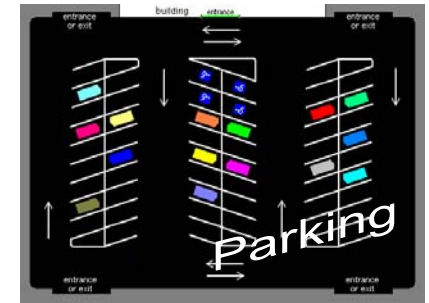 building entrance
entrance
or exit
entrance
or exit
Parking
entrance
or exit
entrance
or exit